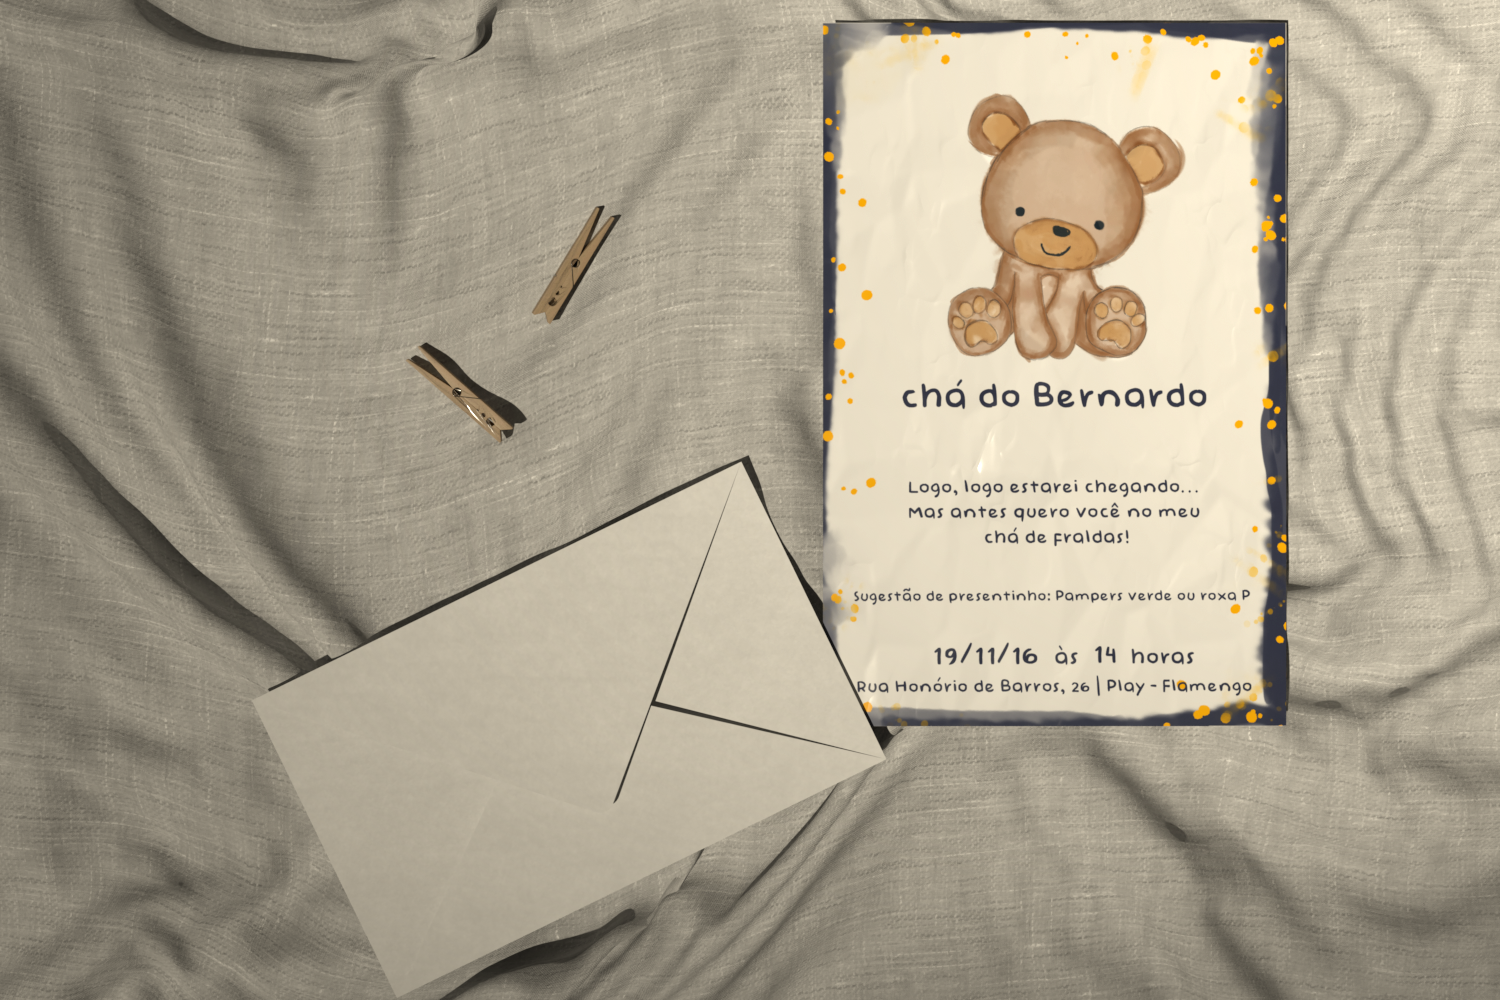 chá do Bernardo
Logo, logo estarei chegando...
Mas antes quero você no meu
chá de fraldas!
Sugestão de presentinho: Pampers verde ou roxa P
19/11/16 às 14 horas
Rua Honório de Barros, 26 | Play - Flamengo